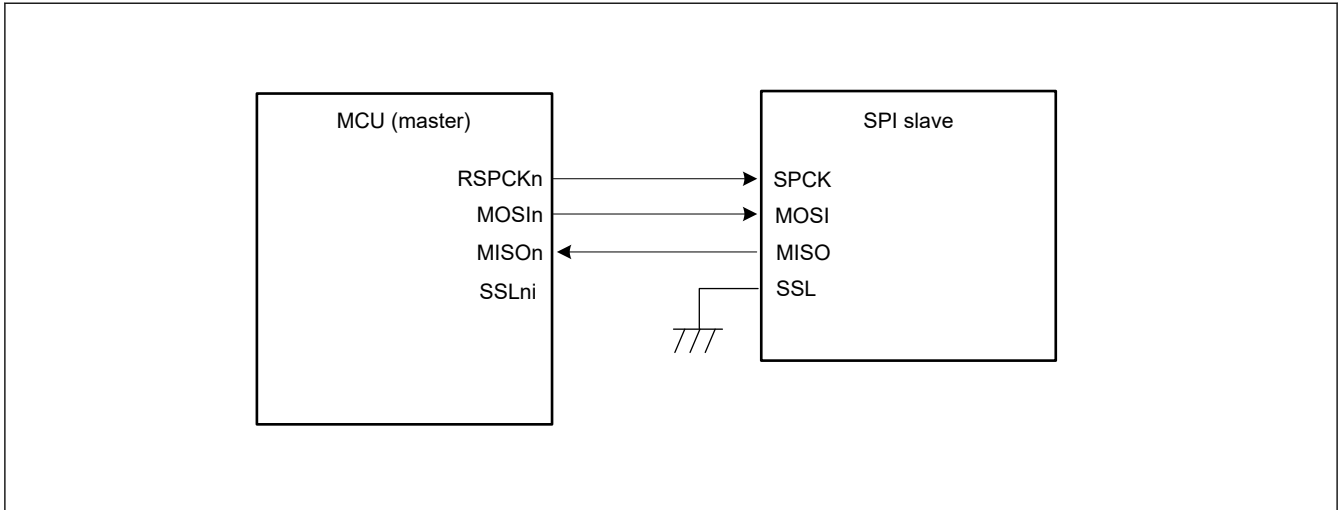 MCU (master)
RSPCKn
MOSIn
MISOn
SSLni
SPI slave
SPCK
MOSI
MISO
SSL